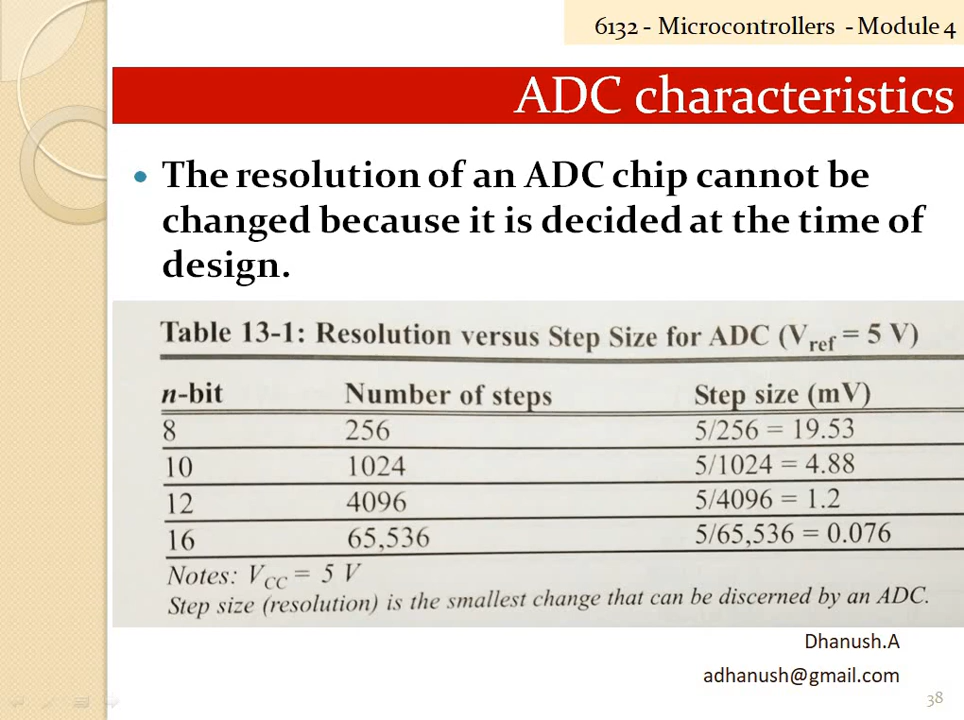 6132 - Microcontrollers - Module 4
ADC characteristics
• The resolution of an ADC chip cannot be
changed because it is decided at the time of
design.
Table 13-1: Resolution versus Step Size for ADC (Vref = 5 V)
n-bit Number of steps Step size (mV)
8 256 5/256 = 19.53
10 1024 5/1024 = 4.88
12 4096 5/4096 = 1.2
16 65,536 5/65,536 = 0.076
Notes: VCC = 5 V
Step size (resolution) is the smallest change that can be discerned by an ADC.
Dhanush.A
adhanush@gmail.com
38